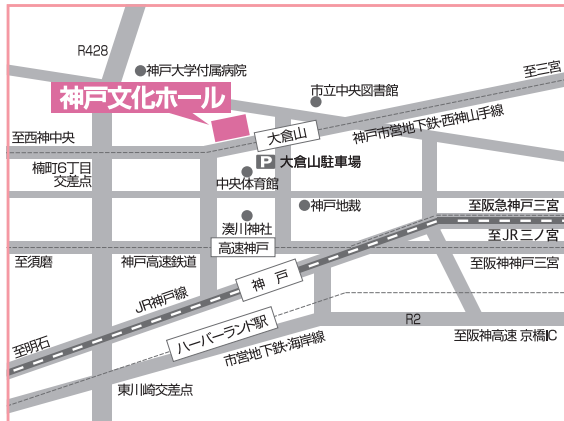 R428
神戸大学付属病院
市立中央図書館
至三宮
神戸文化ホール
神戸市営地下鉄・西神山手線
至西神中央
大倉山
楠町6丁目
交差点
P 大倉山駐車場
中央体育館
神戸地裁
至阪急神戸三宮
湊川神社
至JR三ノ宮
高速神戸
至須磨
神戸高速鉄道
至阪神神戸三宮
神戸
JR神戸線
ハーバーランド駅
R2
至明石
市営地下鉄・海岸線
至阪神高速 京橋IC
東川崎交差点